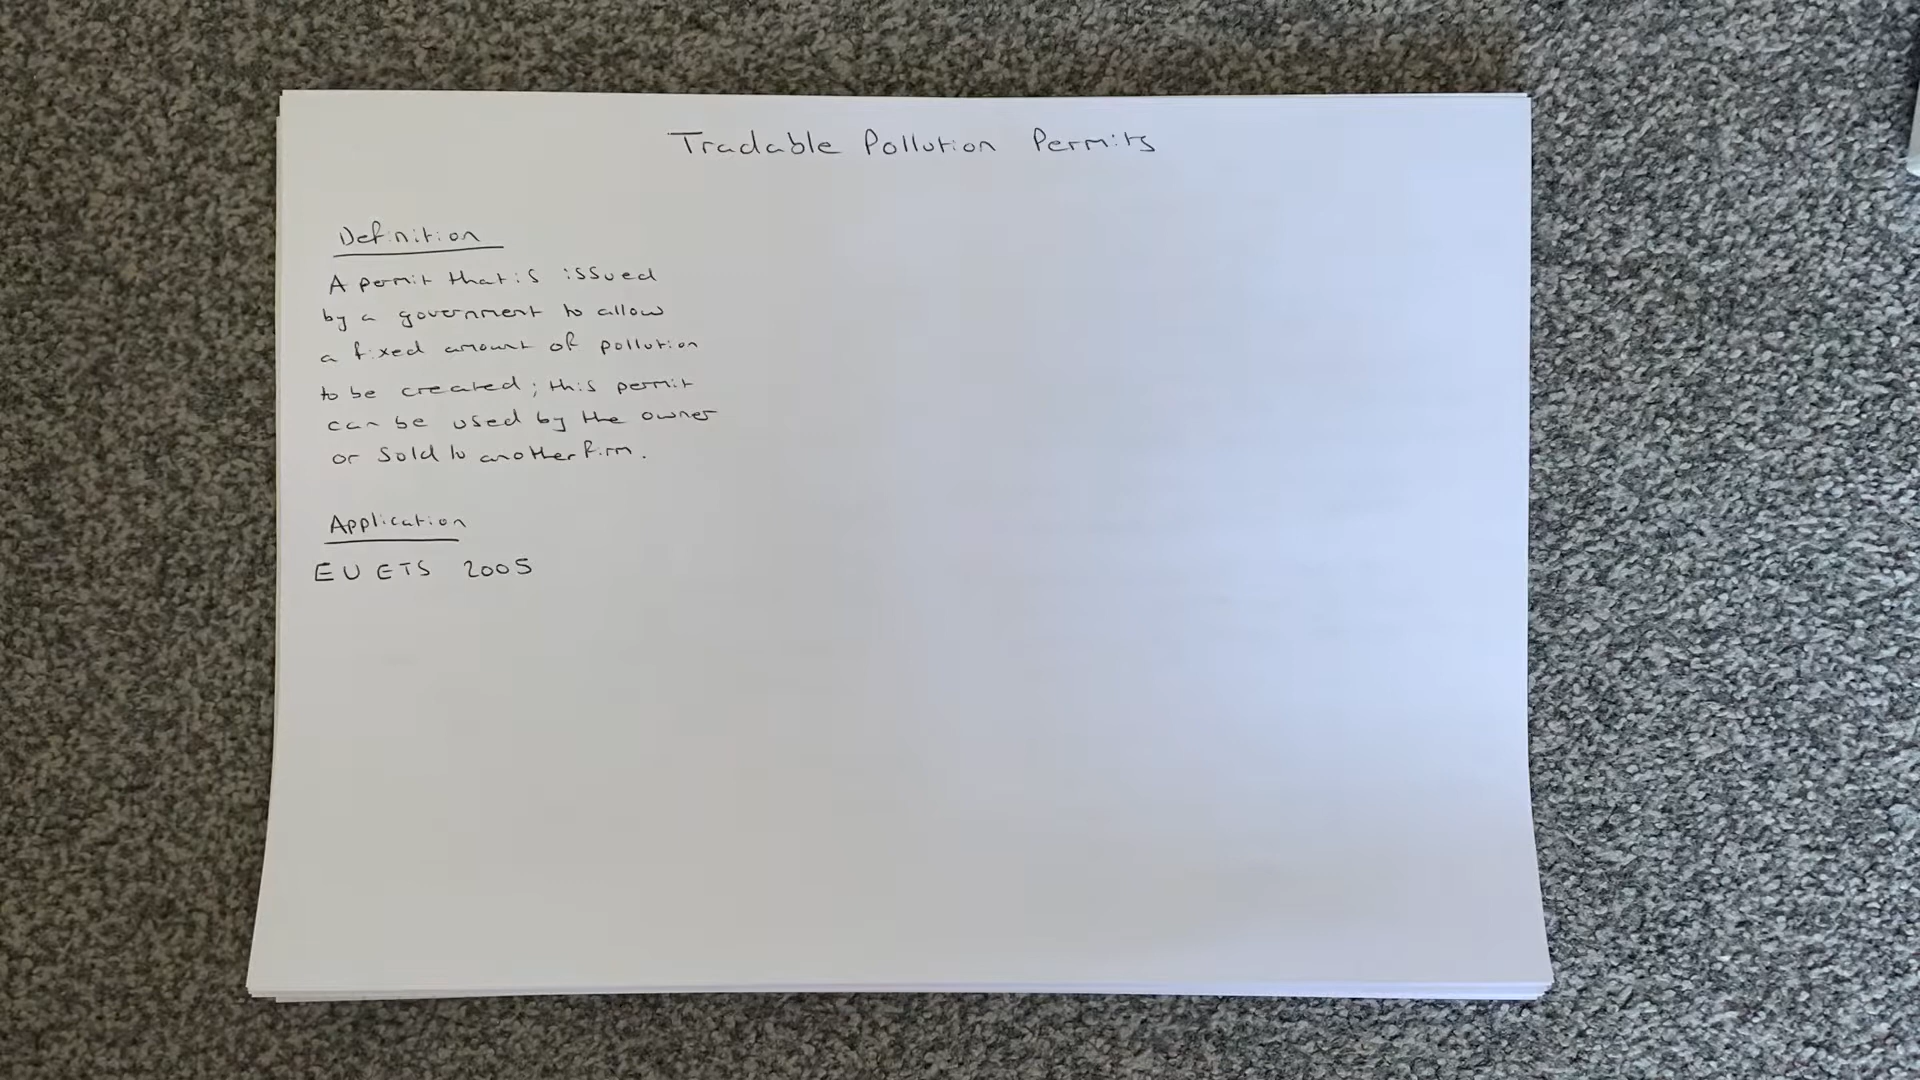 Tradable Pollution Permits
Definition
A permit that is issued
by a government to allow
a fixed amount of pollution
to be created; this permit
can be used by the owner
or sold to another firm.
Application
EU ETS 2005